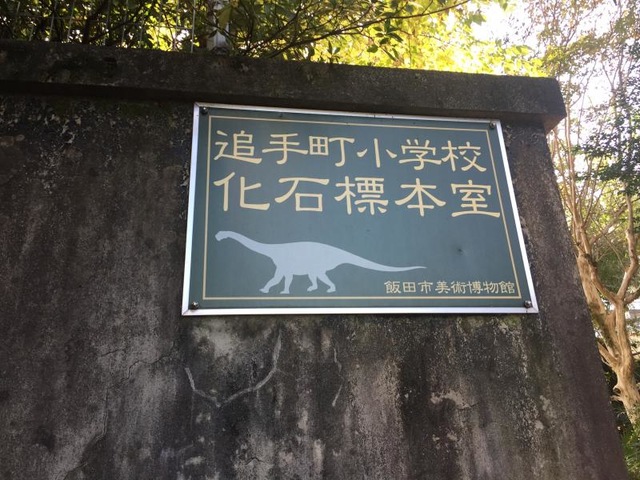 追手町小学校
化石標本室
飯田市美術博物館